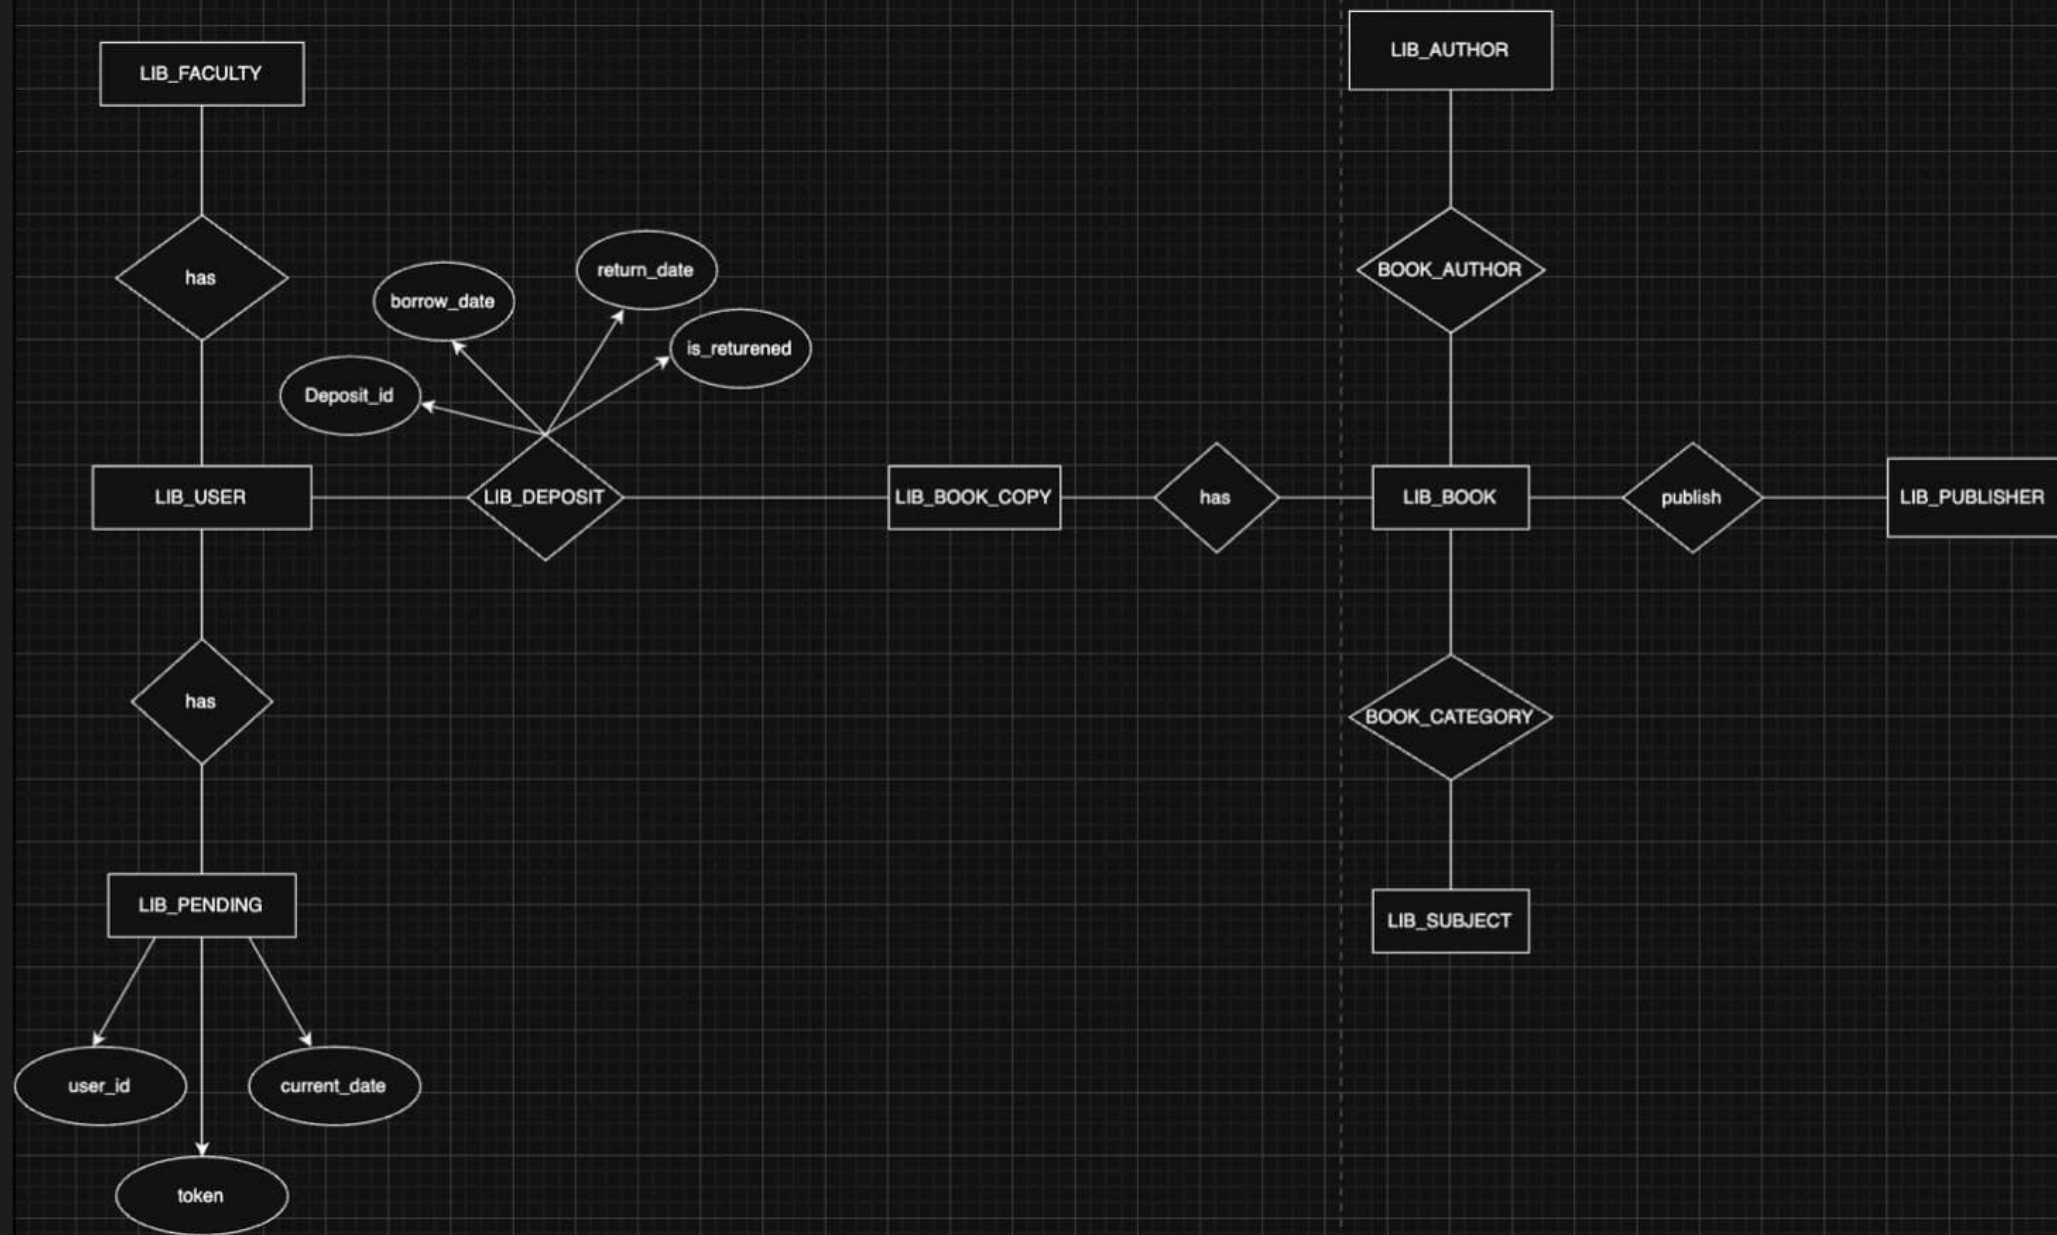 LIB_FACULTY
LIB_AUTHOR
has
BOOK_AUTHOR
return_date
borrow_date
is_returened
Deposit_id
LIB_USER
LIB_DEPOSIT
LIB_BOOK_COPY
has
LIB_BOOK
publish
LIB_PUBLISHER
has
BOOK_CATEGORY
LIB_PENDING
LIB_SUBJECT
user_id
current_date
token